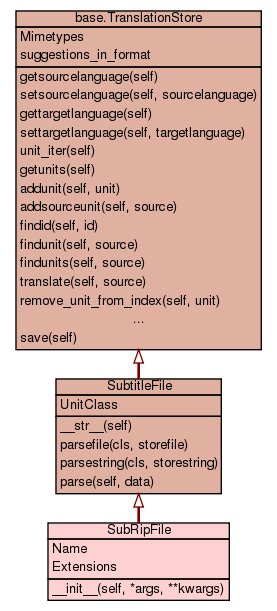 base.TranslationStore
Mimetypes
suggestions_in_format
getsourcelanguage(self)
setsourcelanguage(self, sourcelanguage)
gettargetlanguage(self)
settargetlanguage(self, targetlanguage)
unit_iter(self)
getunits(self)
addunit(self, unit)
addsourceunit(self, source)
findid(self, id)
findunit(self, source)
findunits(self, source)
translate(self, source)
remove_unit_from_index(self, unit)
...
save(self)
SubtitleFile
UnitClass
__str__(self)
parsefile(cls, storefile)
parsestring(cls, storestring)
parse(self, data)
SubRipFile
Name
Extensions
__init__(self, *args, **kwargs)